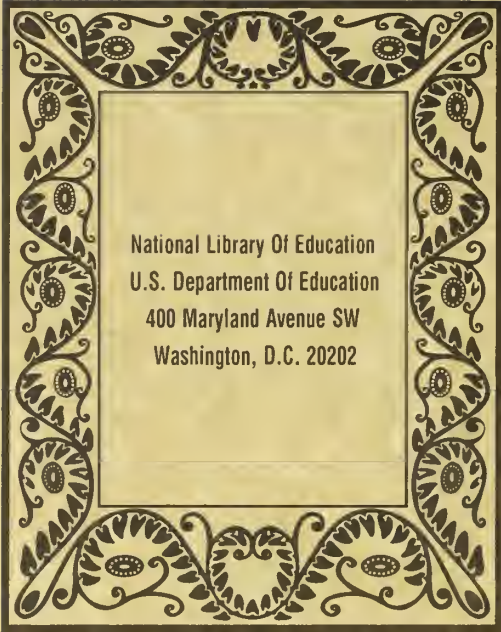 National Library Of Education
U.S. Department Of Education
400 Maryland Avenue SW
Washington, D.C. 20202